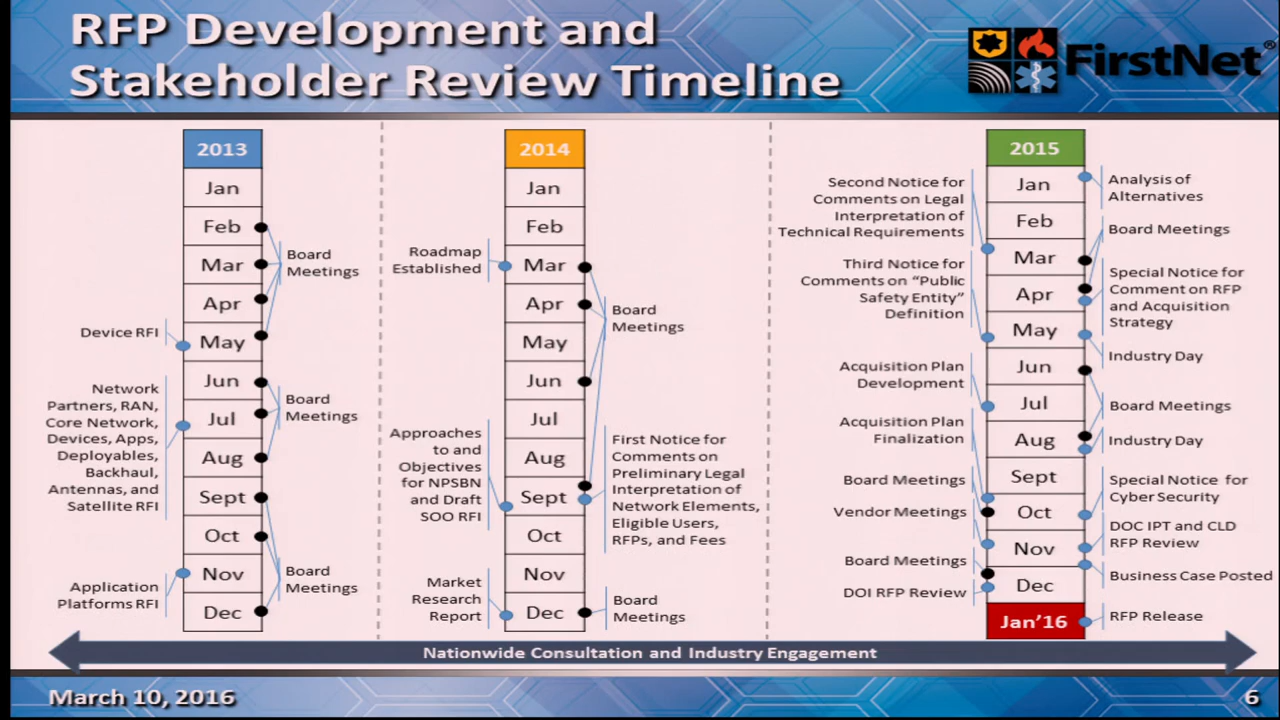 RFP Development and
Stakeholder Review Timeline
FirstNet®
2013
Jan
Feb
Mar
Apr
May
Jun
Jul
Aug
Sept
Oct
Nov
Dec
Device RFI
Network
Partners, RAN,
Core Network,
Devices, Apps,
Deployables,
Backhaul,
Antennas, and
Satellite RFI
Application
Platforms RFI
Board
Meetings
Board
Meetings
Board
Meetings
2014
Jan
Feb
Mar
Apr
May
Jun
Jul
Aug
Sept
Oct
Nov
Dec
Roadmap
Established
Approaches
to and
Objectives
for NPSBN
and Draft
SOO RFI
Market
Research
Report
Board
Meetings
First Notice for
Comments on
Preliminary Legal
Interpretation of
Network Elements,
Eligible Users,
RFPs, and Fees
Board
Meetings
2015
Jan
Feb
Mar
Apr
May
Jun
Jul
Aug
Sept
Oct
Nov
Dec
Jan'16
Second Notice for
Comments on Legal
Interpretation of
Technical Requirements
Third Notice for
Comments on "Public
Safety Entity"
Definition
Acquisition Plan
Development
Acquisition Plan
Finalization
Board Meetings
Vendor Meetings
Board Meetings
DOI RFP Review
Analysis of
Alternatives
Board Meetings
Special Notice for
Comment on RFP
and Acquisition
Strategy
Industry Day
Board Meetings
Industry Day
Special Notice for
Cyber Security
DOC IPT and CLD
RFP Review
Business Case Posted
RFP Release
Nationwide Consultation and Industry Engagement
March 10, 2016
6